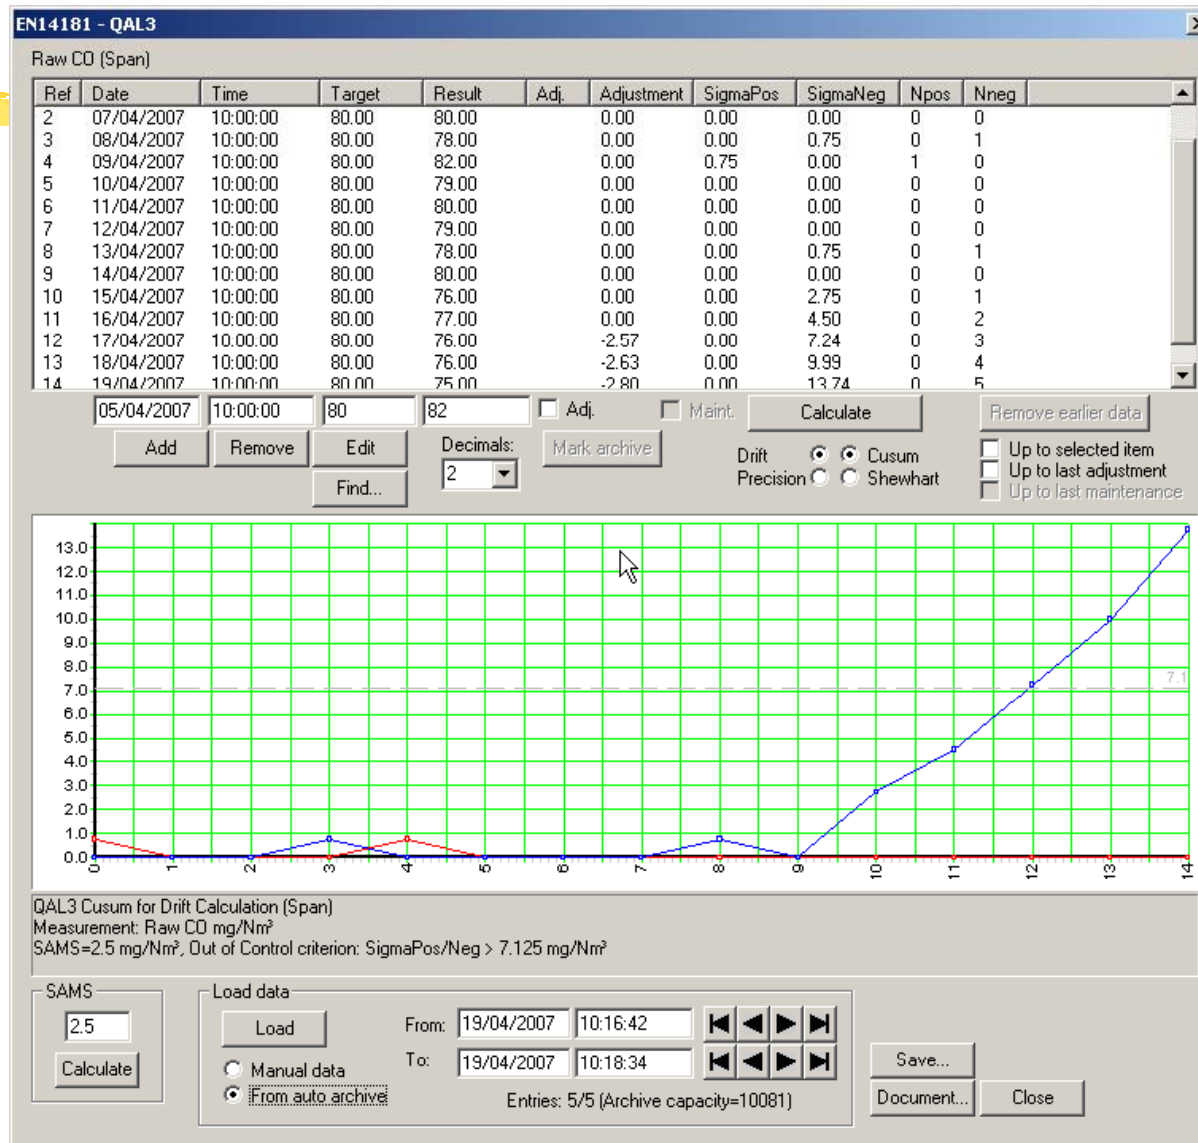 EN14181 - QAL3
Raw CO (Span)
Ref Date Time Target Result Adj. Adjustment SigmaPos SigmaNeg Npos Nneg
2 07/04/2007 10:00:00 80.00 80.00 0.00 0.00 0.00 0 0
3 08/04/2007 10:00:00 80.00 78.00 0.00 0.00 0.75 0 1
4 09/04/2007 10:00:00 80.00 82.00 0.00 0.75 0.00 1 0
5 10/04/2007 10:00:00 80.00 79.00 0.00 0.00 0.00 0 0
6 11/04/2007 10:00:00 80.00 80.00 0.00 0.00 0.00 0 0
7 12/04/2007 10:00:00 80.00 79.00 0.00 0.00 0.00 0 0
8 13/04/2007 10:00:00 80.00 78.00 0.00 0.00 0.75 0 1
9 14/04/2007 10:00:00 80.00 80.00 0.00 0.00 0.00 0 0
10 15/04/2007 10:00:00 80.00 76.00 0.00 0.00 2.75 0 1
11 16/04/2007 10:00:00 80.00 77.00 0.00 0.00 4.50 0 2
12 17/04/2007 10:00:00 80.00 76.00 -2.57 0.00 7.24 0 3
13 18/04/2007 10:00:00 80.00 76.00 -2.63 0.00 9.99 0 4
14 19/04/2007 10:00:00 80.00 75.00 -2.80 0.00 13.74 0 5
05/04/2007 10:00:00 80 82 Adj. Maint. Calculate Remove earlier data
Add Remove Edit Decimals: Mark archive
2
Find...
Drift Cusum
Precision Shewhart
Up to selected item
Up to last adjustment
Up to last maintenance
13.0
12.0
11.0
10.0
9.0
8.0
7.0
6.0
5.0
4.0
3.0
2.0
1.0
0.0
7.1
0 1 2 3 4 5 6 7 8 9 10 11 12 13 14
QAL3 Cusum for Drift Calculation (Span)
Measurement: Raw CO mg/Nm³
SAMS=2.5 mg/Nm³, Out of Control criterion: SigmaPos/Neg > 7.125 mg/Nm³
SAMS
2.5
Calculate
Load data
Load
Manual data
From auto archive
From: 19/04/2007 10:16:42
To: 19/04/2007 10:18:34
Entries: 5/5 (Archive capacity=10081)
Save...
Document... Close